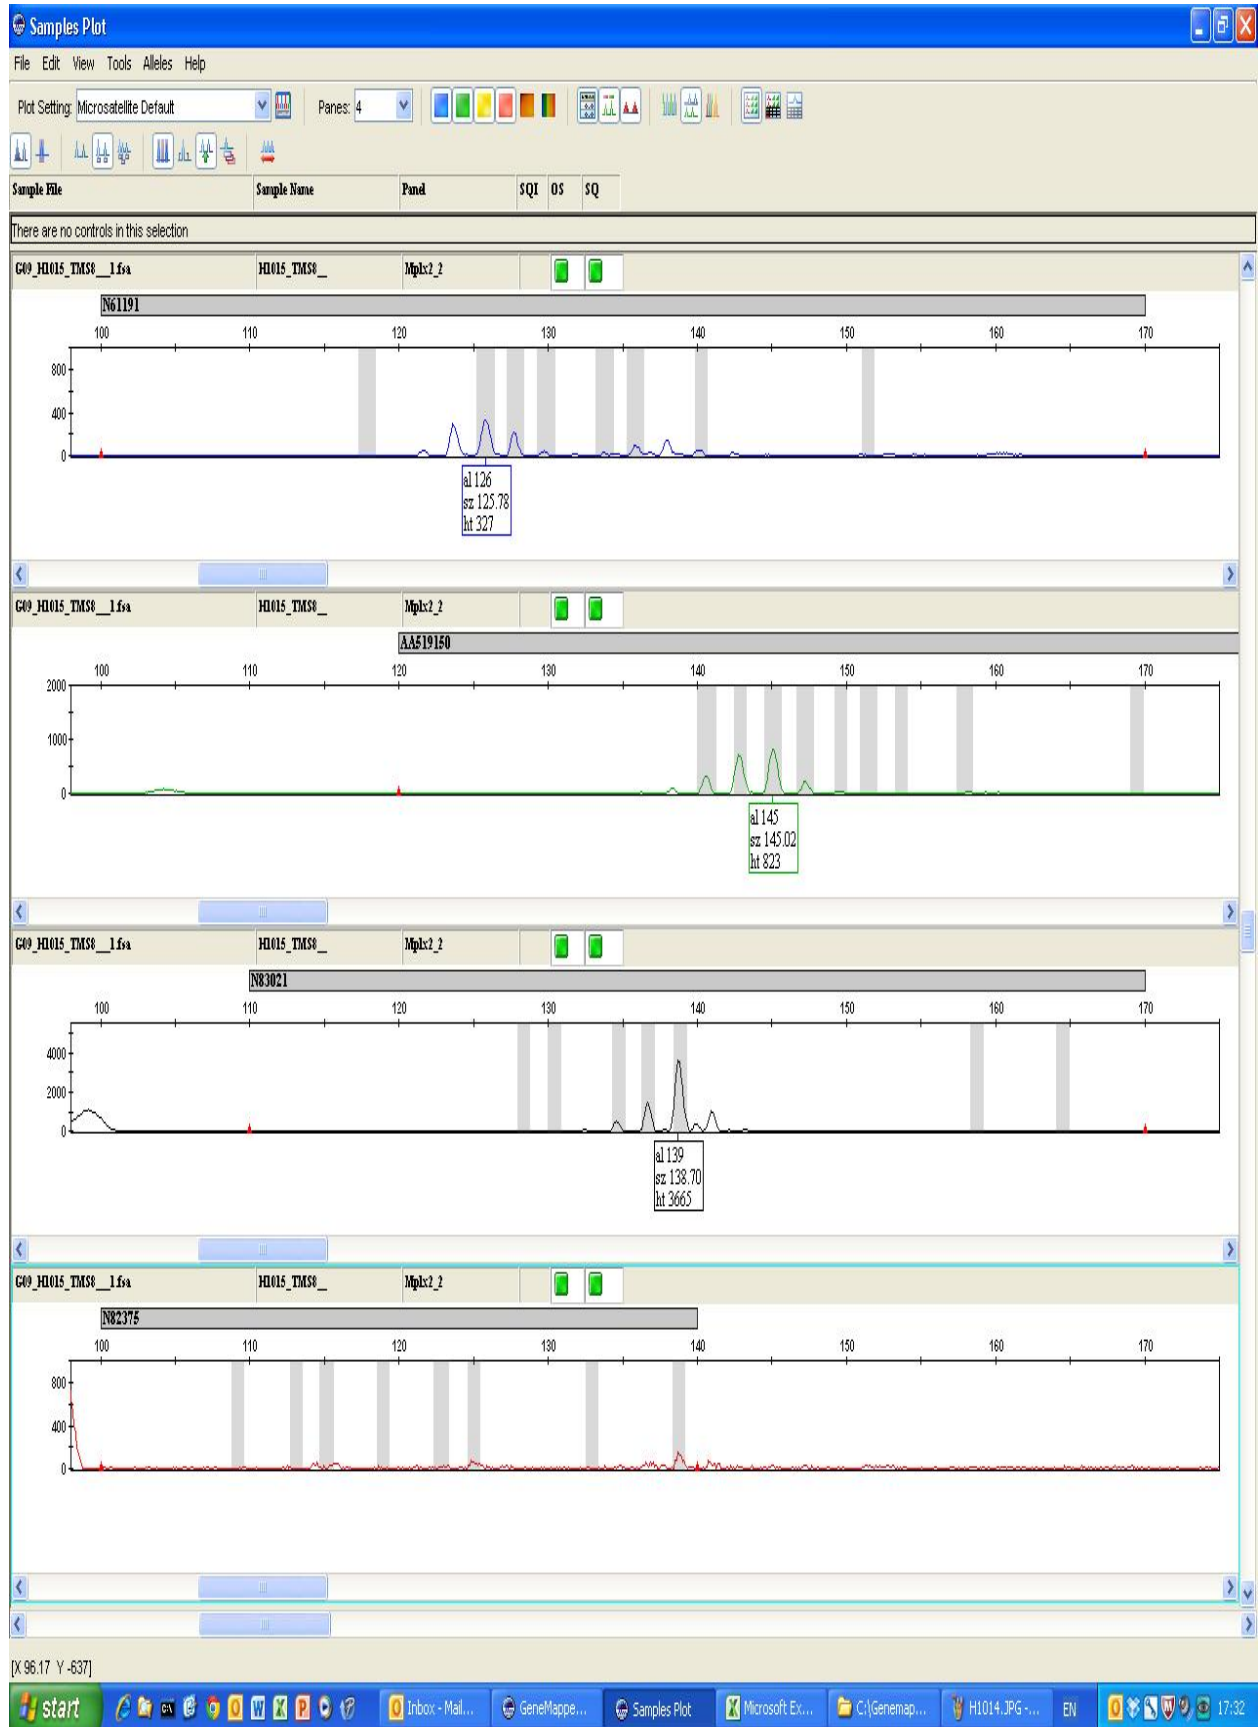 Samples Plot
File Edit View Tools Alleles Help
Plot Setting: Microsatellite Default Panes: 4
Sample File Sample Name Panel SQI OS SQ
There are no controls in this selection
G09_H1015_TMS8__1.fsa H1015_TMS8__ Mplx2_2
N61191
100 110 120 130 140 150 160 170
800
400
0
al 126
sz 125.78
ht 327
G09_H1015_TMS8__1.fsa H1015_TMS8__ Mplx2_2
AA519150
100 110 120 130 140 150 160 170
2000
1000
0
al 145
sz 145.02
ht 823
G09_H1015_TMS8__1.fsa H1015_TMS8__ Mplx2_2
N83021
100 110 120 130 140 150 160 170
4000
2000
0
al 139
sz 138.70
ht 3665
G09_H1015_TMS8__1.fsa H1015_TMS8__ Mplx2_2
N82375
100 110 120 130 140 150 160 170
800
400
0
[X 96.17 Y -637]
start Inbox - Mail... GeneMappe... Samples Plot Microsoft Ex... C:\Genemap... H1014.JPG -... EN 17:32